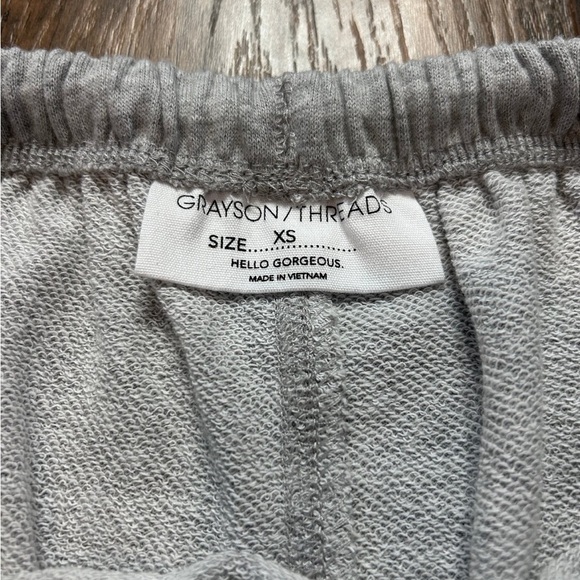 GRAYSON/THREADS
SIZE......XS............
HELLO GORGEOUS.
MADE IN VIETNAM